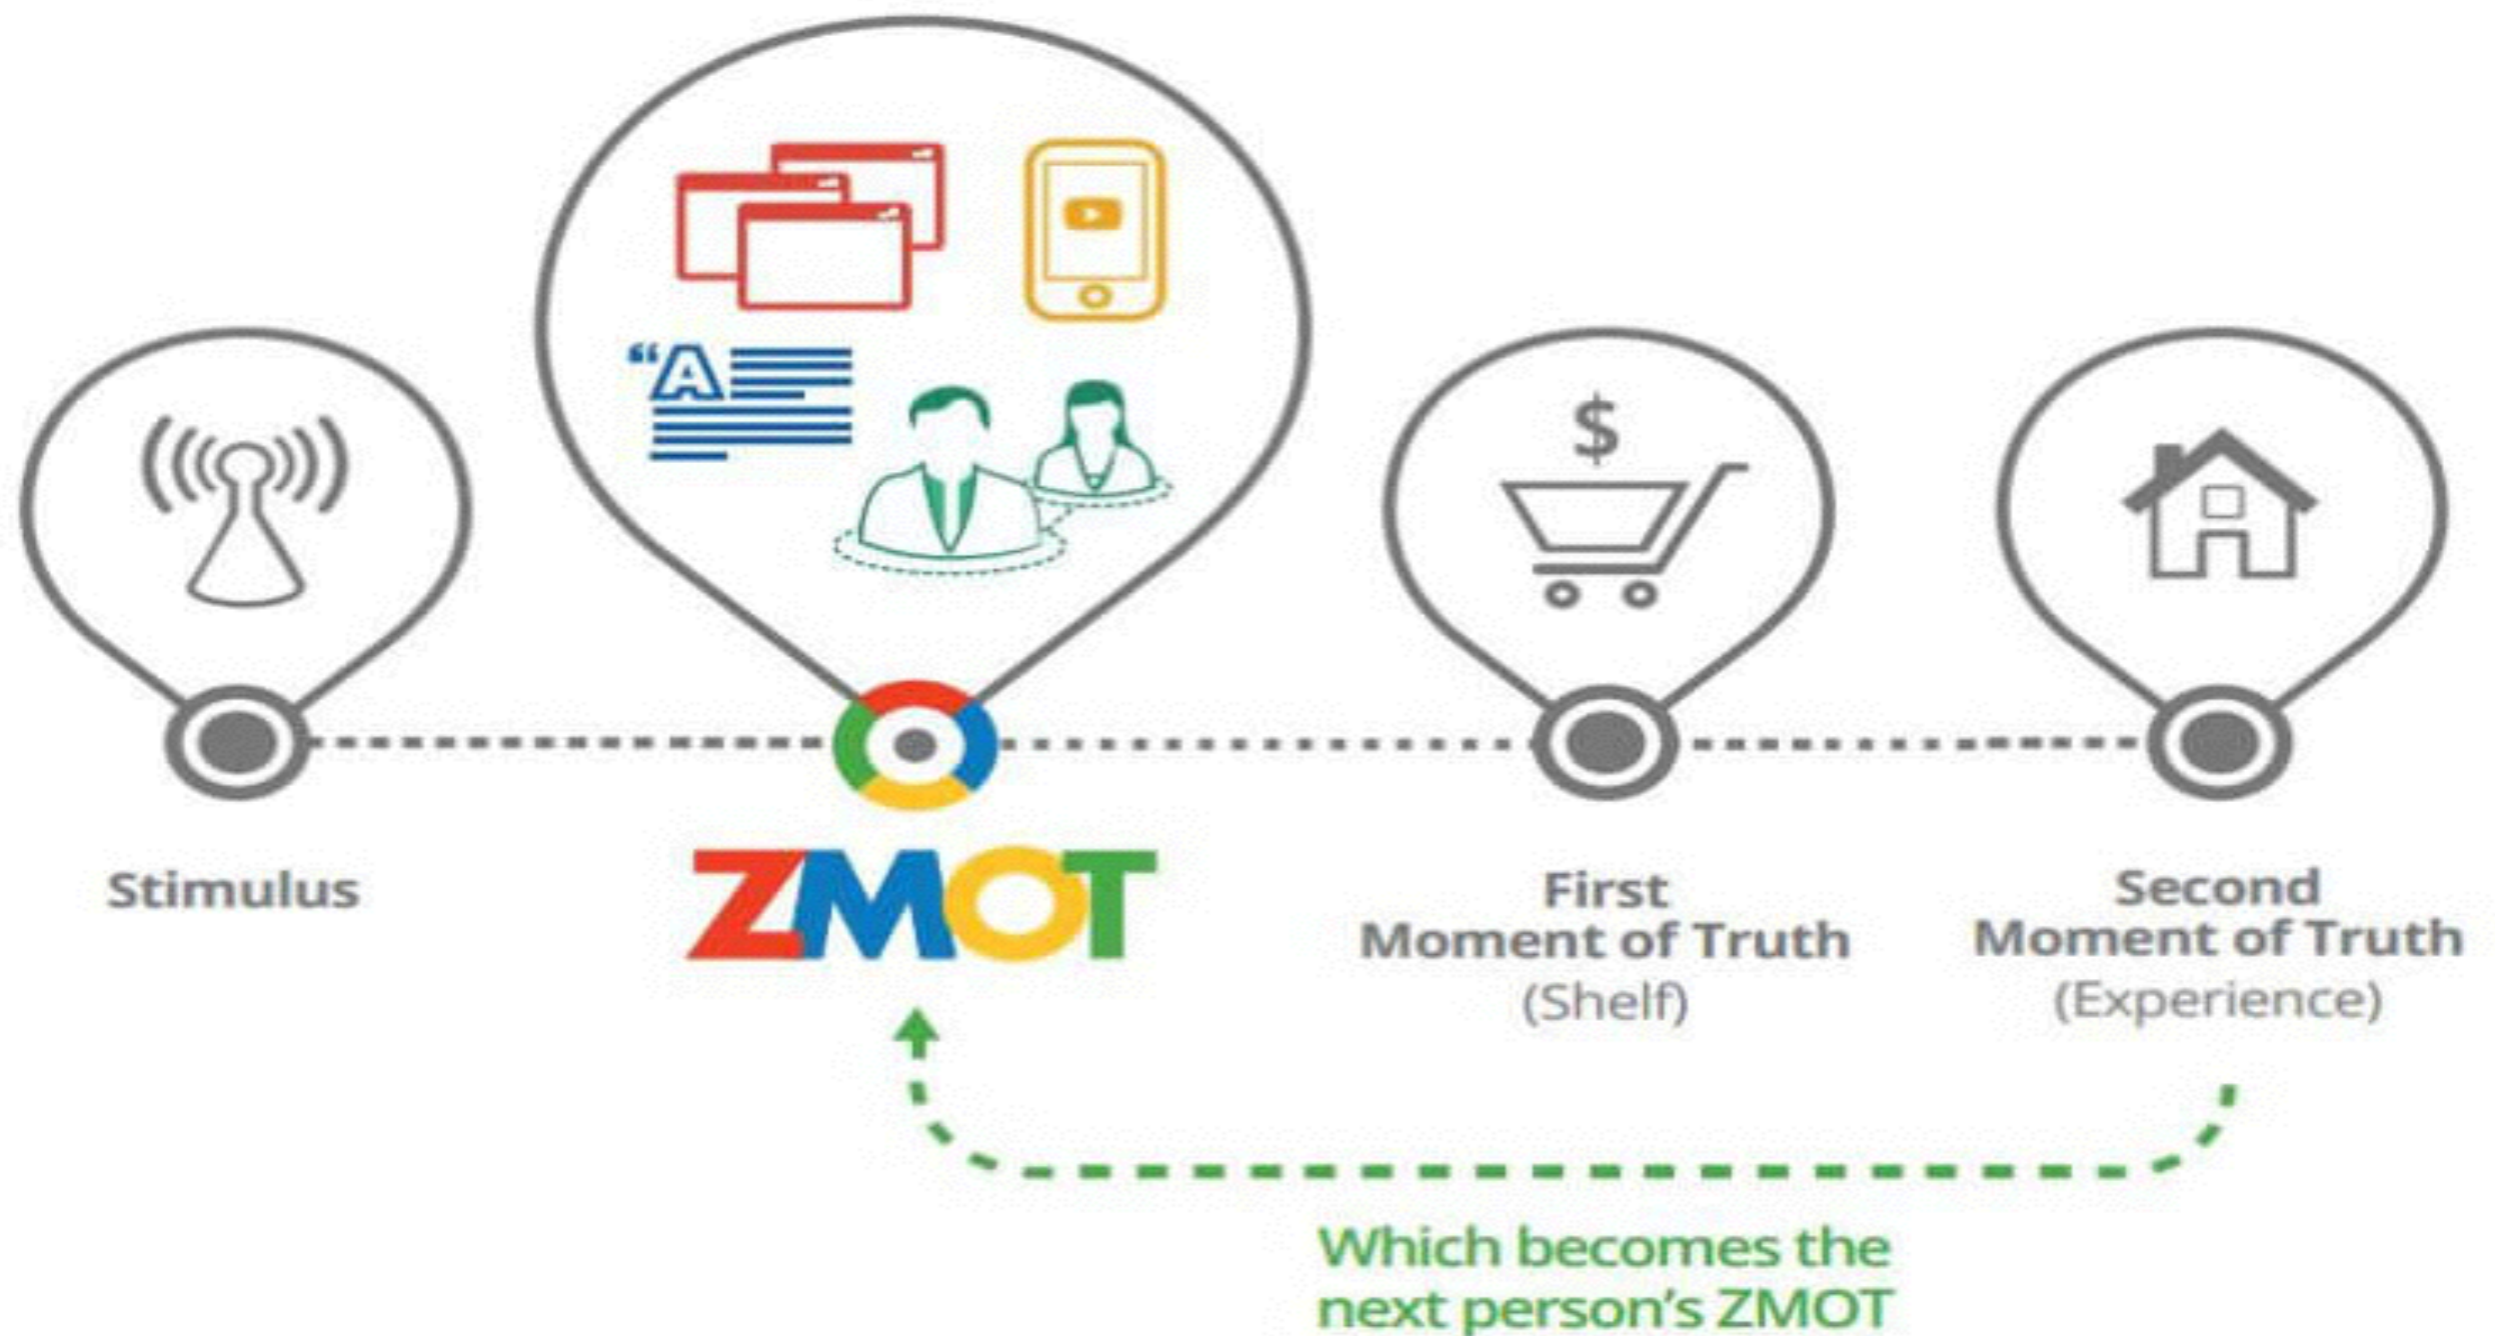 “A
$
Stimulus
ZMOT
First
Moment of Truth
(Shelf)
Second
Moment of Truth
(Experience)
Which becomes the
next person’s ZMOT